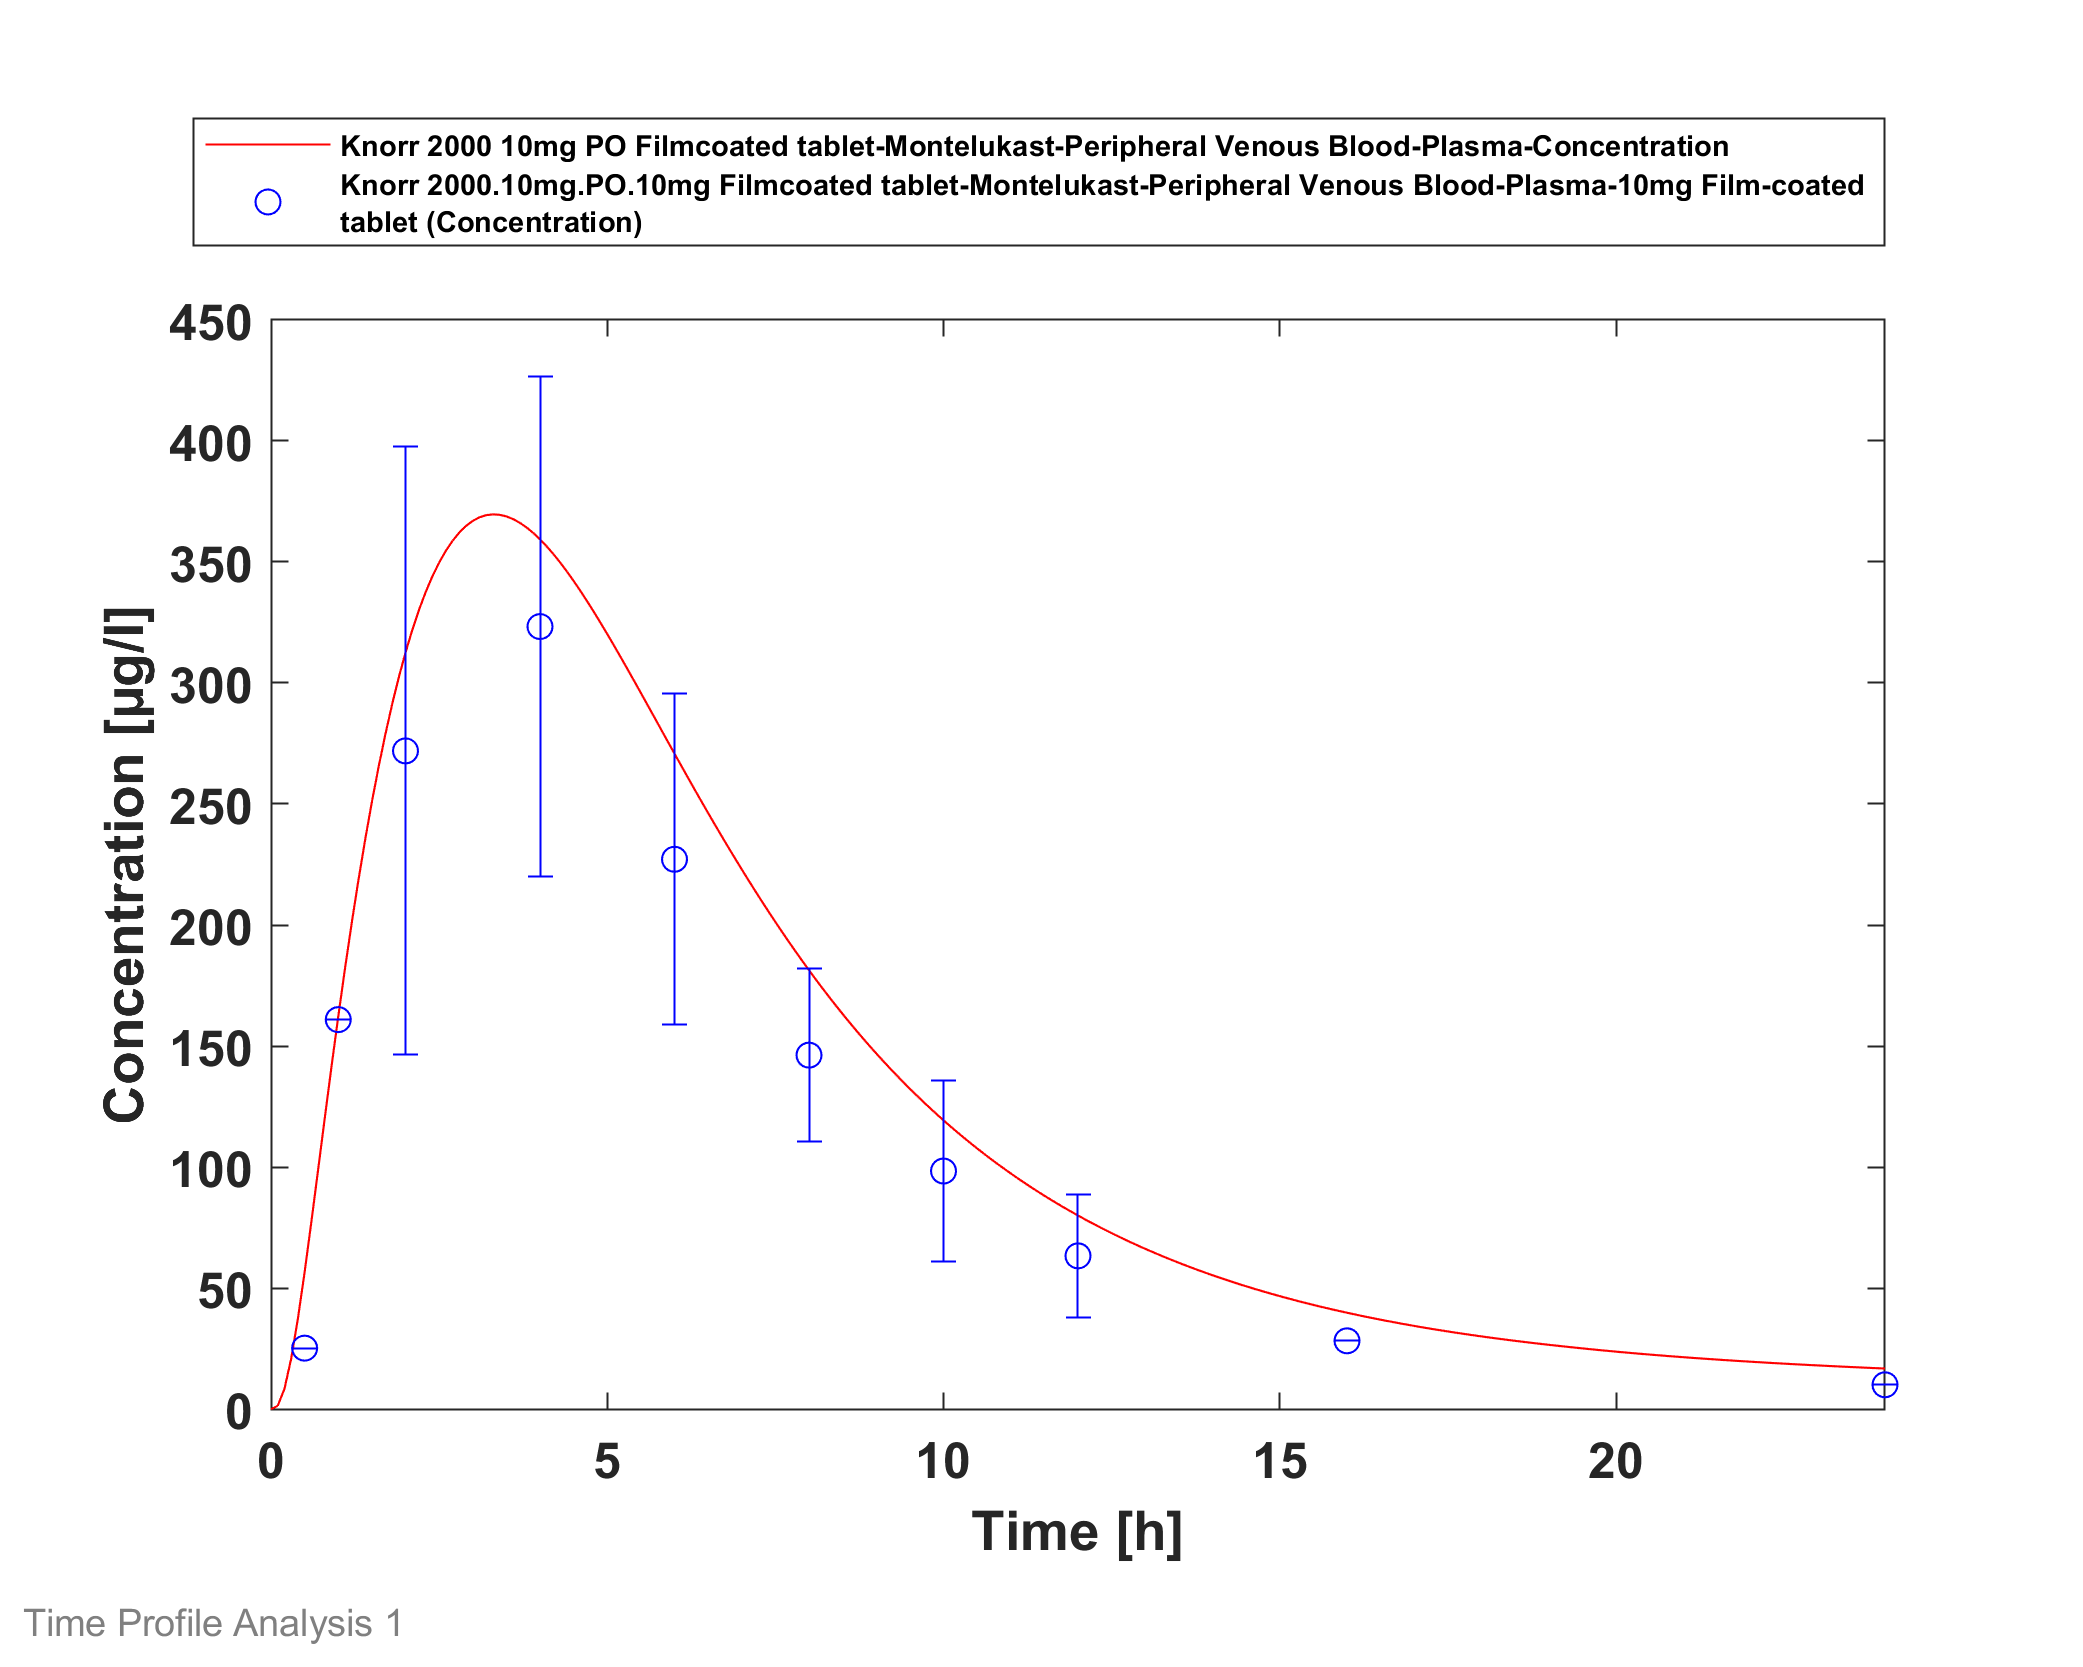 Knorr 2000 10mg PO Filmcoated tablet-Montelukast-Peripheral Venous Blood-Plasma-Concentration
Knorr 2000.10mg.PO.10mg Filmcoated tablet-Montelukast-Peripheral Venous Blood-Plasma-10mg Film-coated
tablet (Concentration)
450
400
350
300
250
200
150
100
50
0
Concentration [µg/l]
0 5 10 15 20
Time [h]
Time Profile Analysis 1